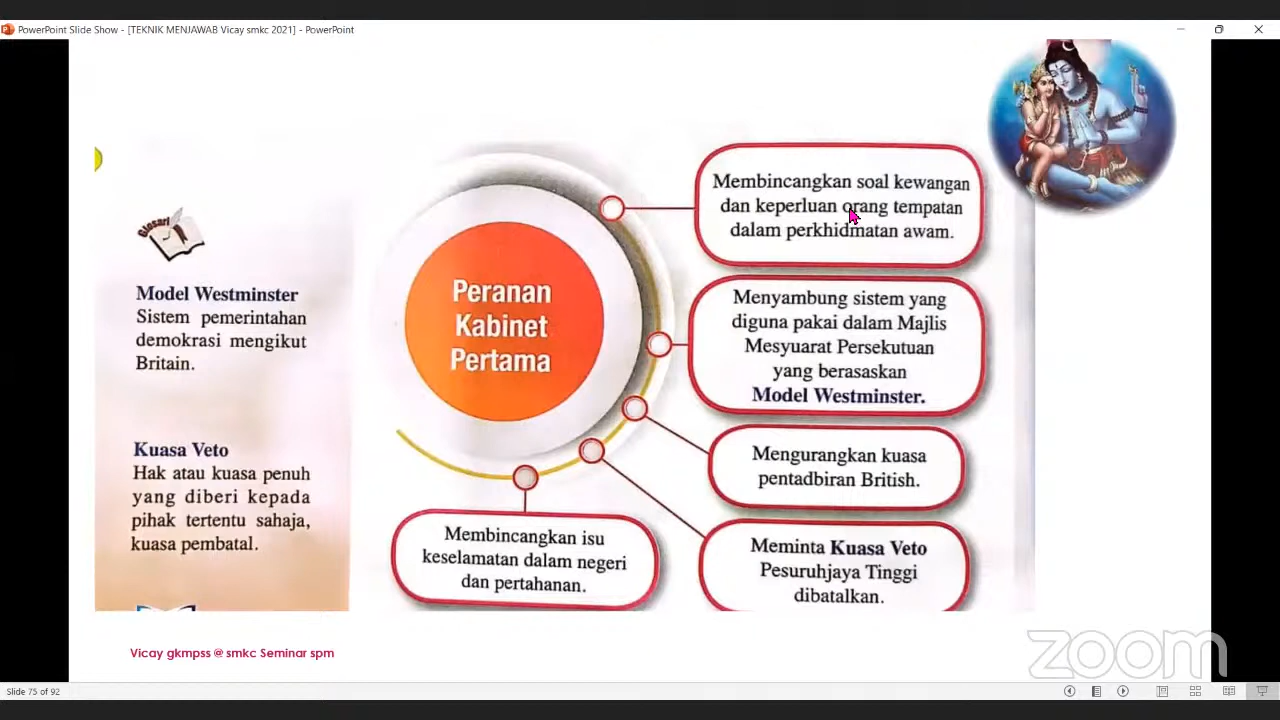 PowerPoint Slide Show - [TEKNIK MENJAWAB Vicay smkc 2021] - PowerPoint
Glosari
Model Westminster
Sistem pemerintahan
demokrasi mengikut
Britain.
Kuasa Veto
Hak atau kuasa penuh
yang diberi kepada
pihak tertentu sahaja,
kuasa pembatal.
Peranan
Kabinet
Pertama
Membincangkan soal kewangan
dan keperluan orang tempatan
dalam perkhidmatan awam.
Menyambung sistem yang
diguna pakai dalam Majlis
Mesyuarat Persekutuan
yang berasaskan
Model Westminster.
Mengurangkan kuasa
pentadbiran British.
Meminta Kuasa Veto
Pesuruhjaya Tinggi
dibatalkan.
Membincangkan isu
keselamatan dalam negeri
dan pertahanan.
Vicay gkmpss @ smkc Seminar spm
zoom
Slide 75 of 92